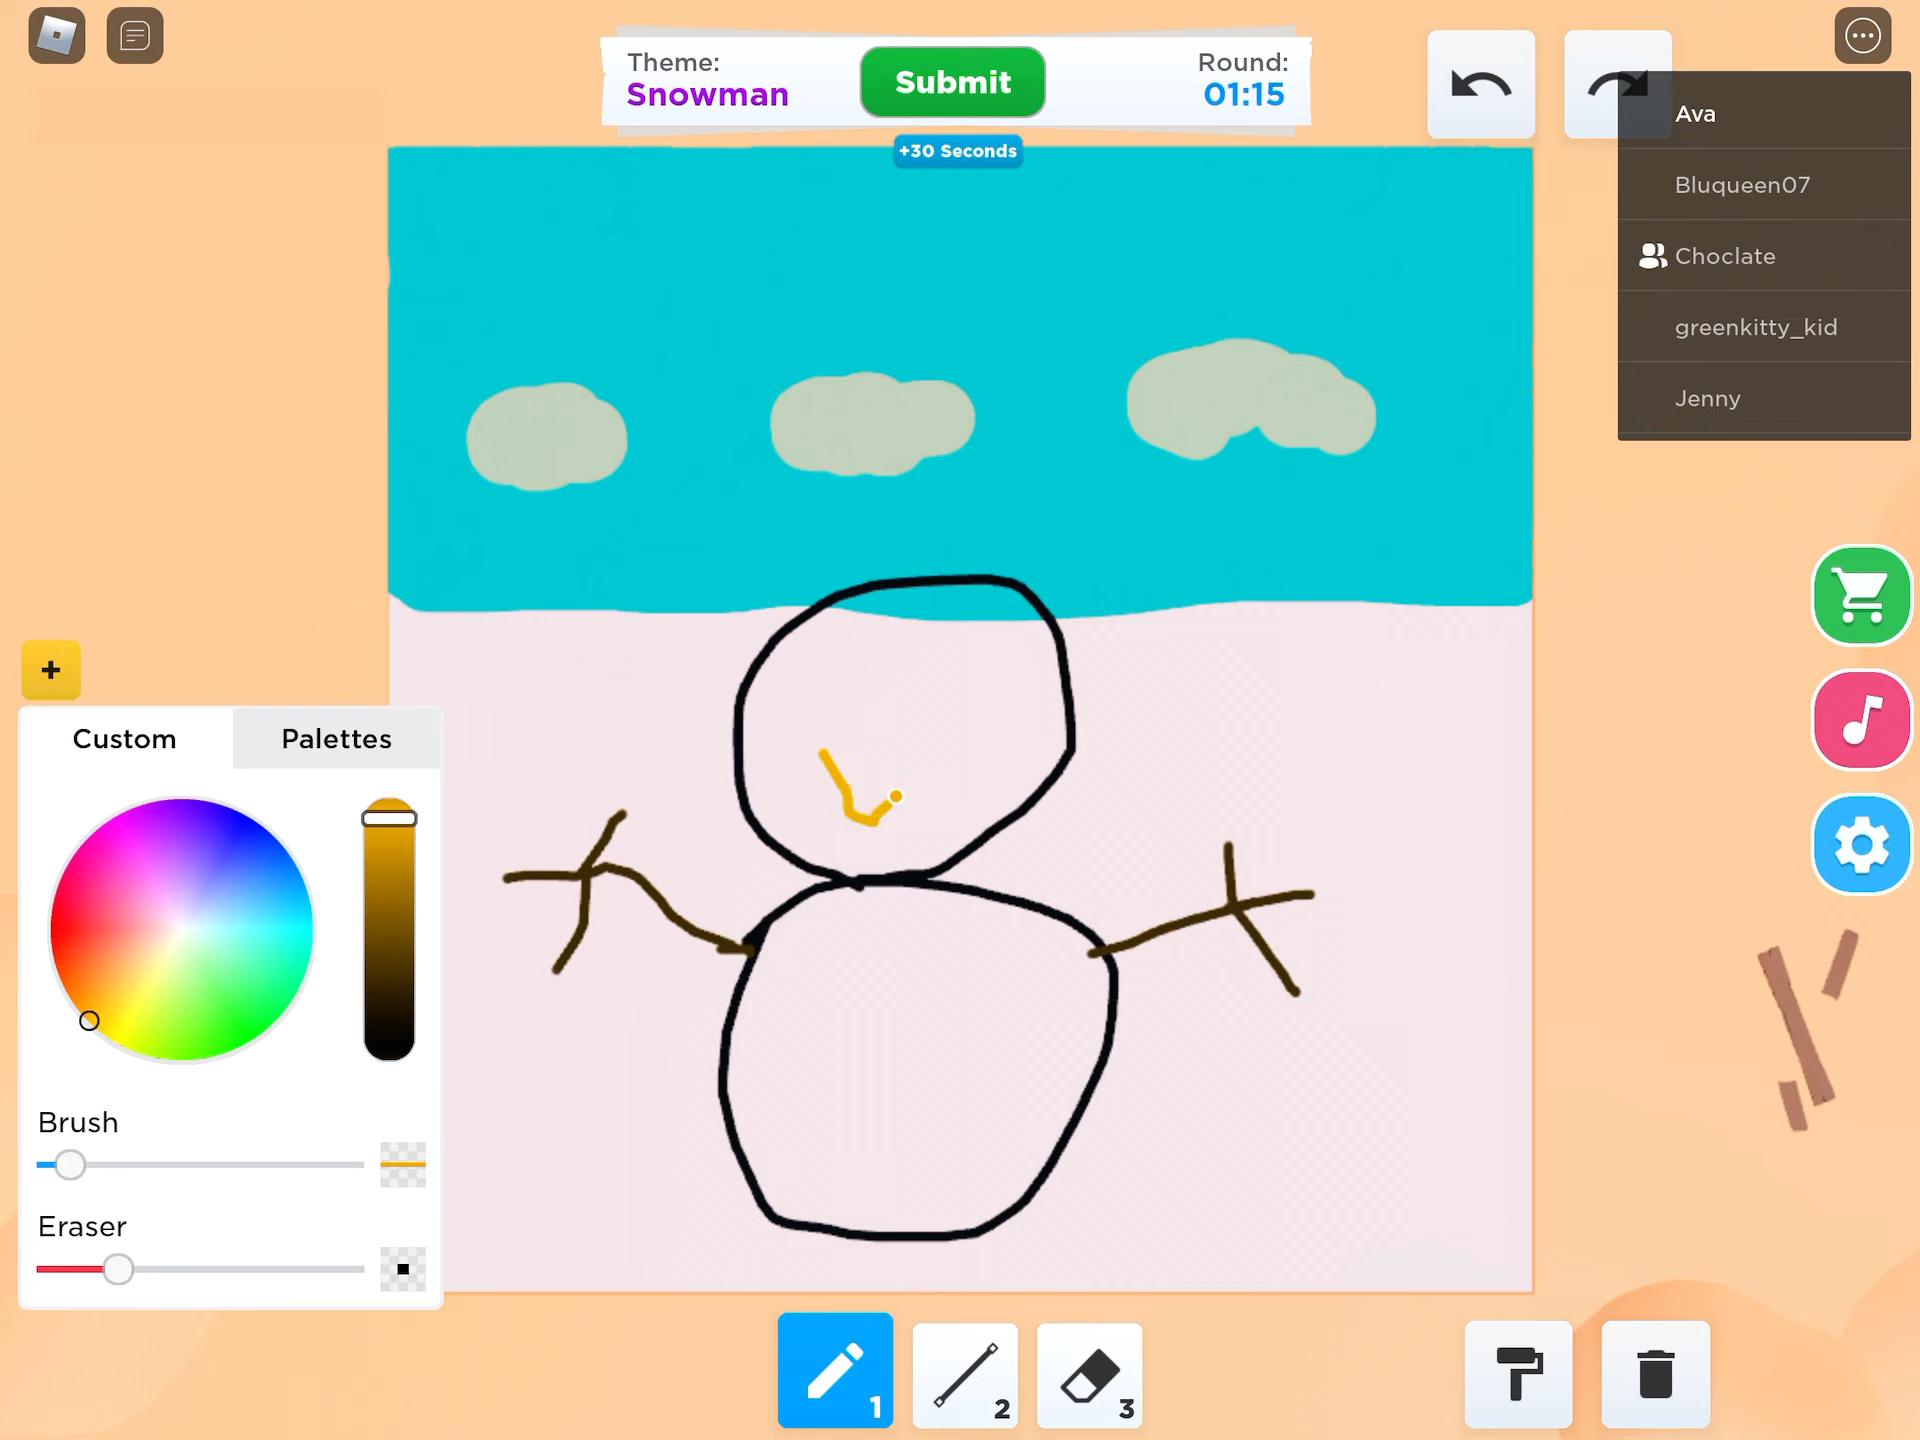 Theme:
Snowman
Submit
Round:
01:15
+30 Seconds
Ava
Bluqueen07
Choclate
greenkitty_kid
Jenny
+
Custom
Palettes
Brush
Eraser
1
2
3